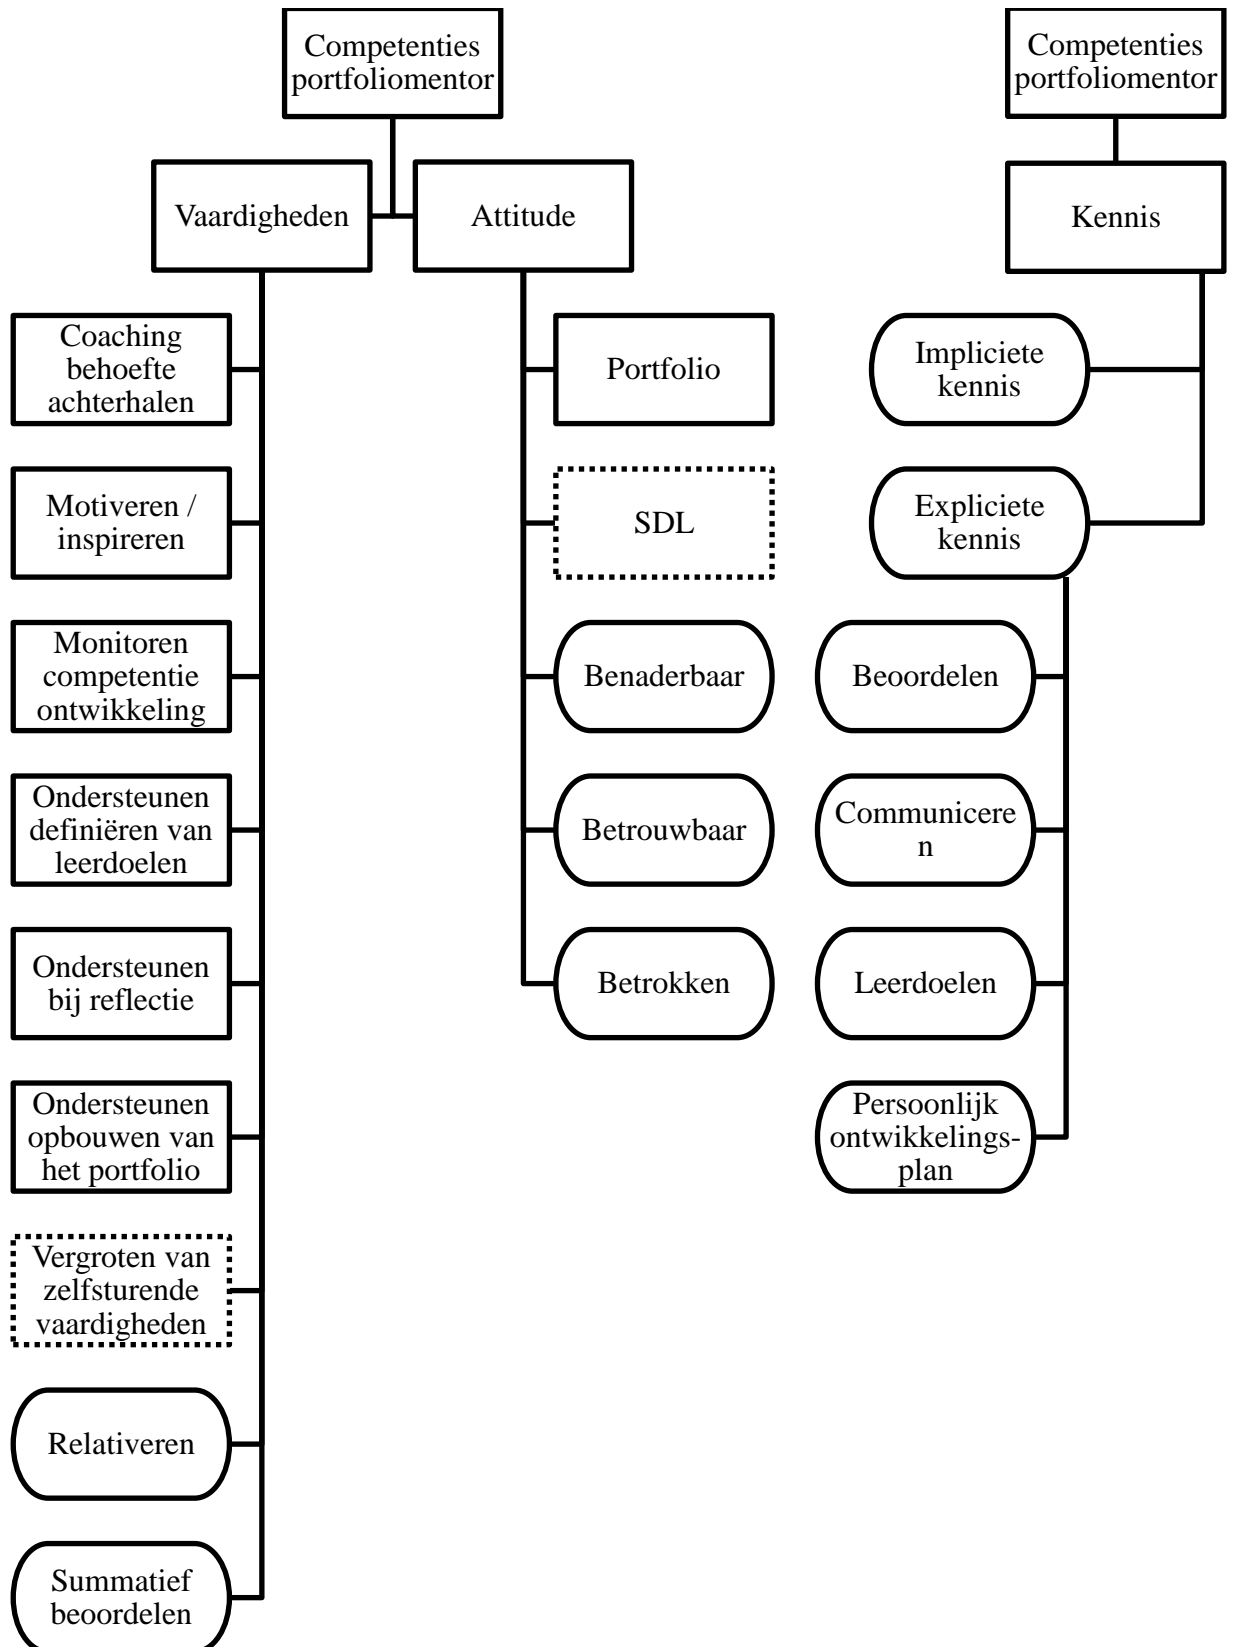 Competenties
portfoliomentor
Vaardigheden
Attitude
Coaching
behoefte
achterhalen
Motiveren /
inspireren
Monitoren
competentie
ontwikkeling
Ondersteunen
definiëren van
leerdoelen
Ondersteunen
bij reflectie
Ondersteunen
opbouwen van
het portfolio
Vergroten van
zelfsturende
vaardigheden
Relativeren
Summatief
beoordelen
Portfolio
SDL
Benaderbaar
Betrouwbaar
Betrokken
Competenties
portfoliomentor
Kennis
Impliciete
kennis
Expliciete
kennis
Beoordelen
Communicere
n
Leerdoelen
Persoonlijk
ontwikkelings-
plan